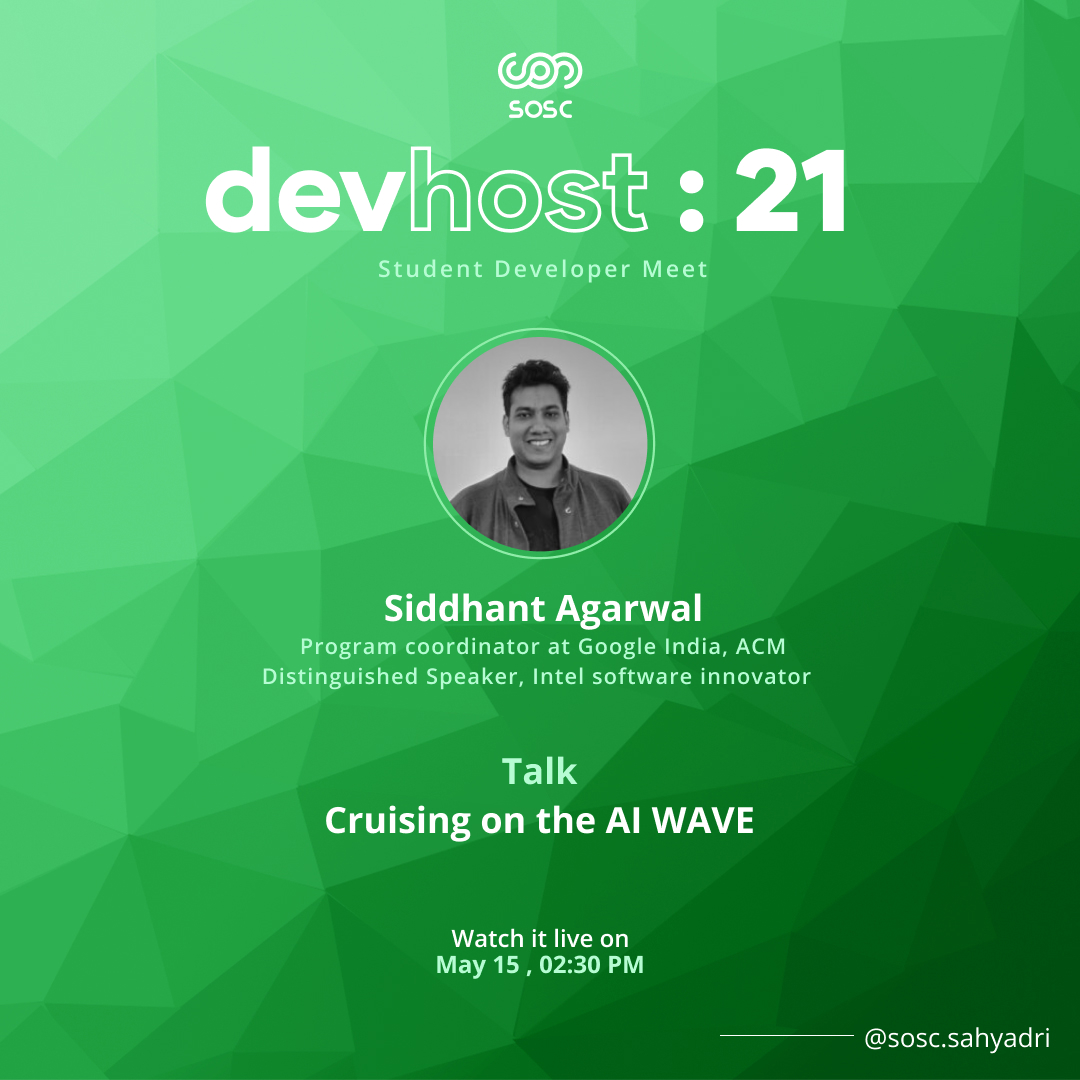 SOSC
devhost : 21
Student Developer Meet
Siddhant Agarwal
Program coordinator at Google India, ACM
Distinguished Speaker, Intel software innovator
Talk
Cruising on the AI WAVE
Watch it live on
May 15 , 02:30 PM
@sosc.sahyadri